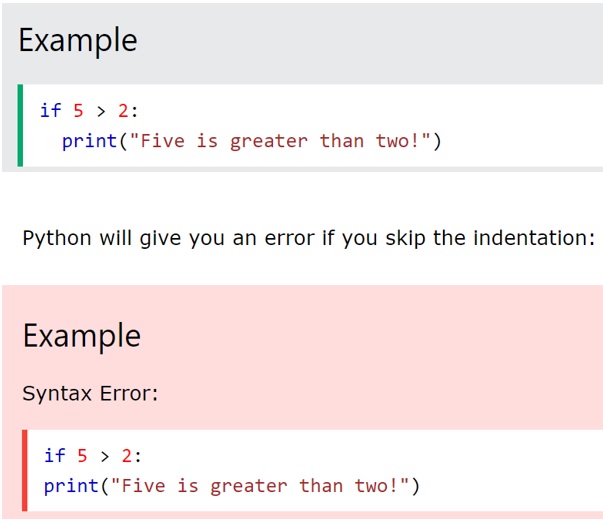 Example
if 5 > 2:
  print("Five is greater than two!")
Python will give you an error if you skip the indentation:
Example
Syntax Error:
if 5 > 2:
print("Five is greater than two!")